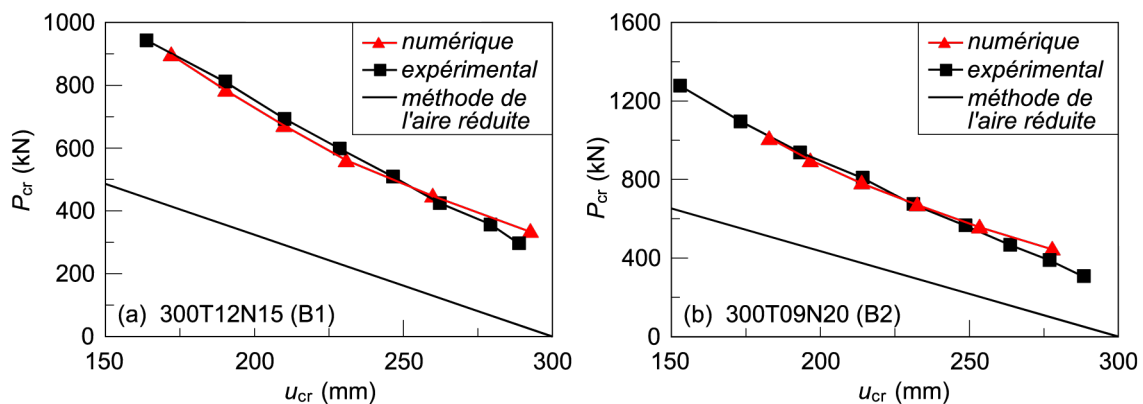 1000
800
600
400
200
0
P_cr (kN)
numérique
expérimental
méthode de
l'aire réduite
(a) 300T12N15 (B1)
150
200
250
300
u_cr (mm)
1600
1200
800
400
0
P_cr (kN)
numérique
expérimental
méthode de
l'aire réduite
(b) 300T09N20 (B2)
150
200
250
300
u_cr (mm)